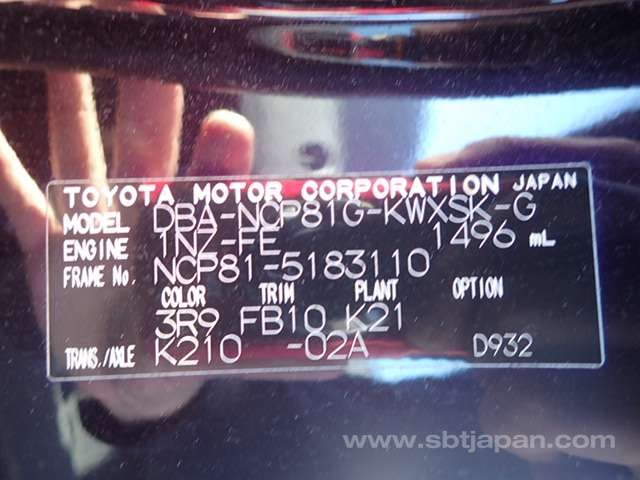 TOYOTA MOTOR CORPORATION JAPAN
MODEL DBA-NCP81G-KWXSK-G
ENGINE 1NZ-FE 1496 mL
FRAME No. NCP81-5183110
COLOR TRIM PLANT OPTION
3R9 FB10 K21
TRANS./AXLE K210 -02A D932
www.sbtjapan.com